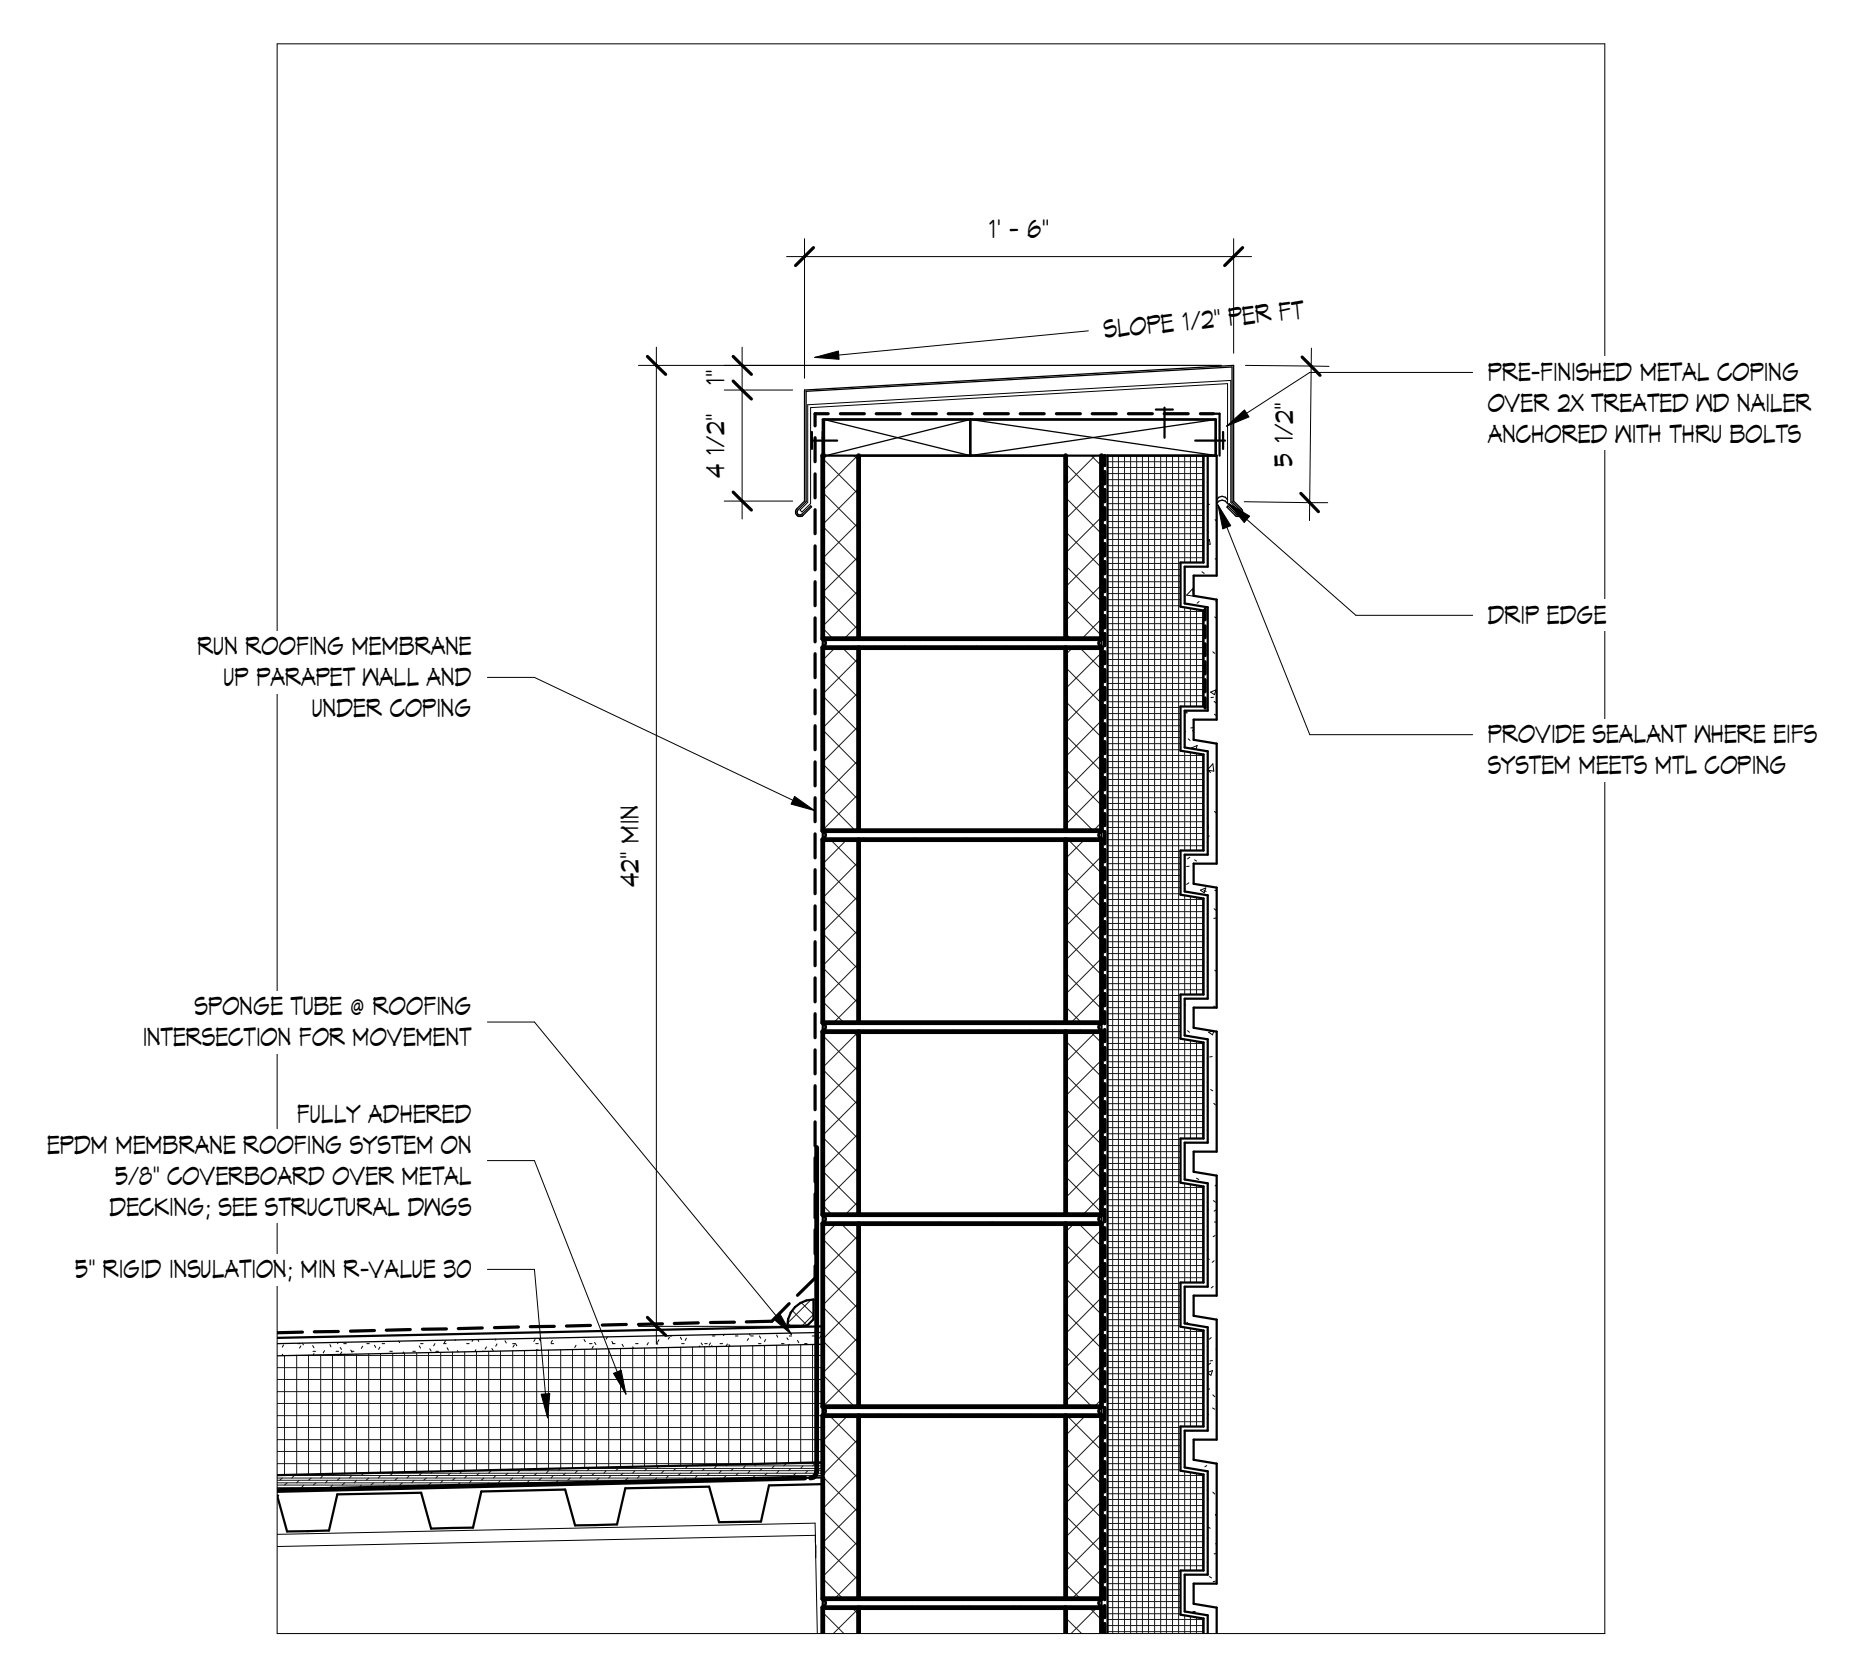 1' - 6"
SLOPE 1/2" PER FT
1"
4 1/2"
5 1/2"
PRE-FINISHED METAL COPING
OVER 2X TREATED WD NAILER
ANCHORED WITH THRU BOLTS
DRIP EDGE
RUN ROOFING MEMBRANE
UP PARAPET WALL AND
UNDER COPING
PROVIDE SEALANT WHERE EIFS
SYSTEM MEETS MTL COPING
42" MIN
SPONGE TUBE @ ROOFING
INTERSECTION FOR MOVEMENT
FULLY ADHERED
EPDM MEMBRANE ROOFING SYSTEM ON
5/8" COVERBOARD OVER METAL
DECKING; SEE STRUCTURAL DWGS
5" RIGID INSULATION; MIN R-VALUE 30